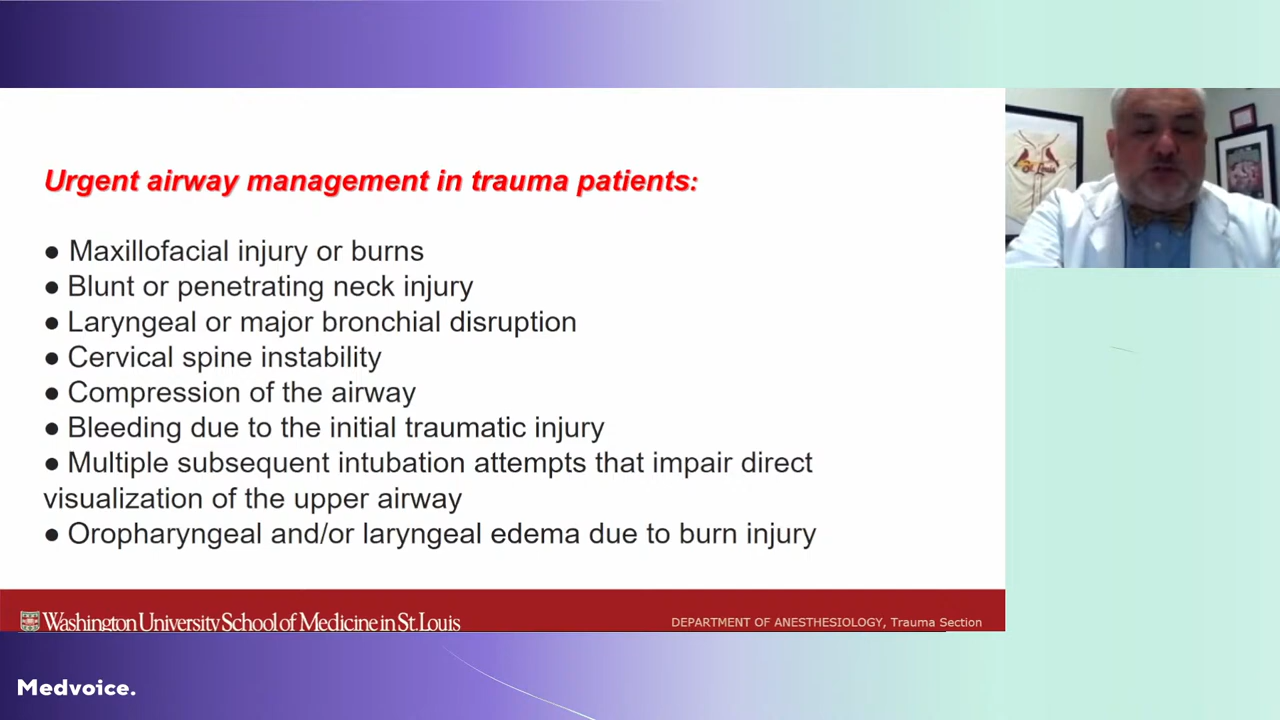 Urgent airway management in trauma patients:
● Maxillofacial injury or burns
● Blunt or penetrating neck injury
● Laryngeal or major bronchial disruption
● Cervical spine instability
● Compression of the airway
● Bleeding due to the initial traumatic injury
● Multiple subsequent intubation attempts that impair direct
visualization of the upper airway
● Oropharyngeal and/or laryngeal edema due to burn injury
St. Louis
Washington University School of Medicine in St. Louis
DEPARTMENT OF ANESTHESIOLOGY, Trauma Section
Medvoice.